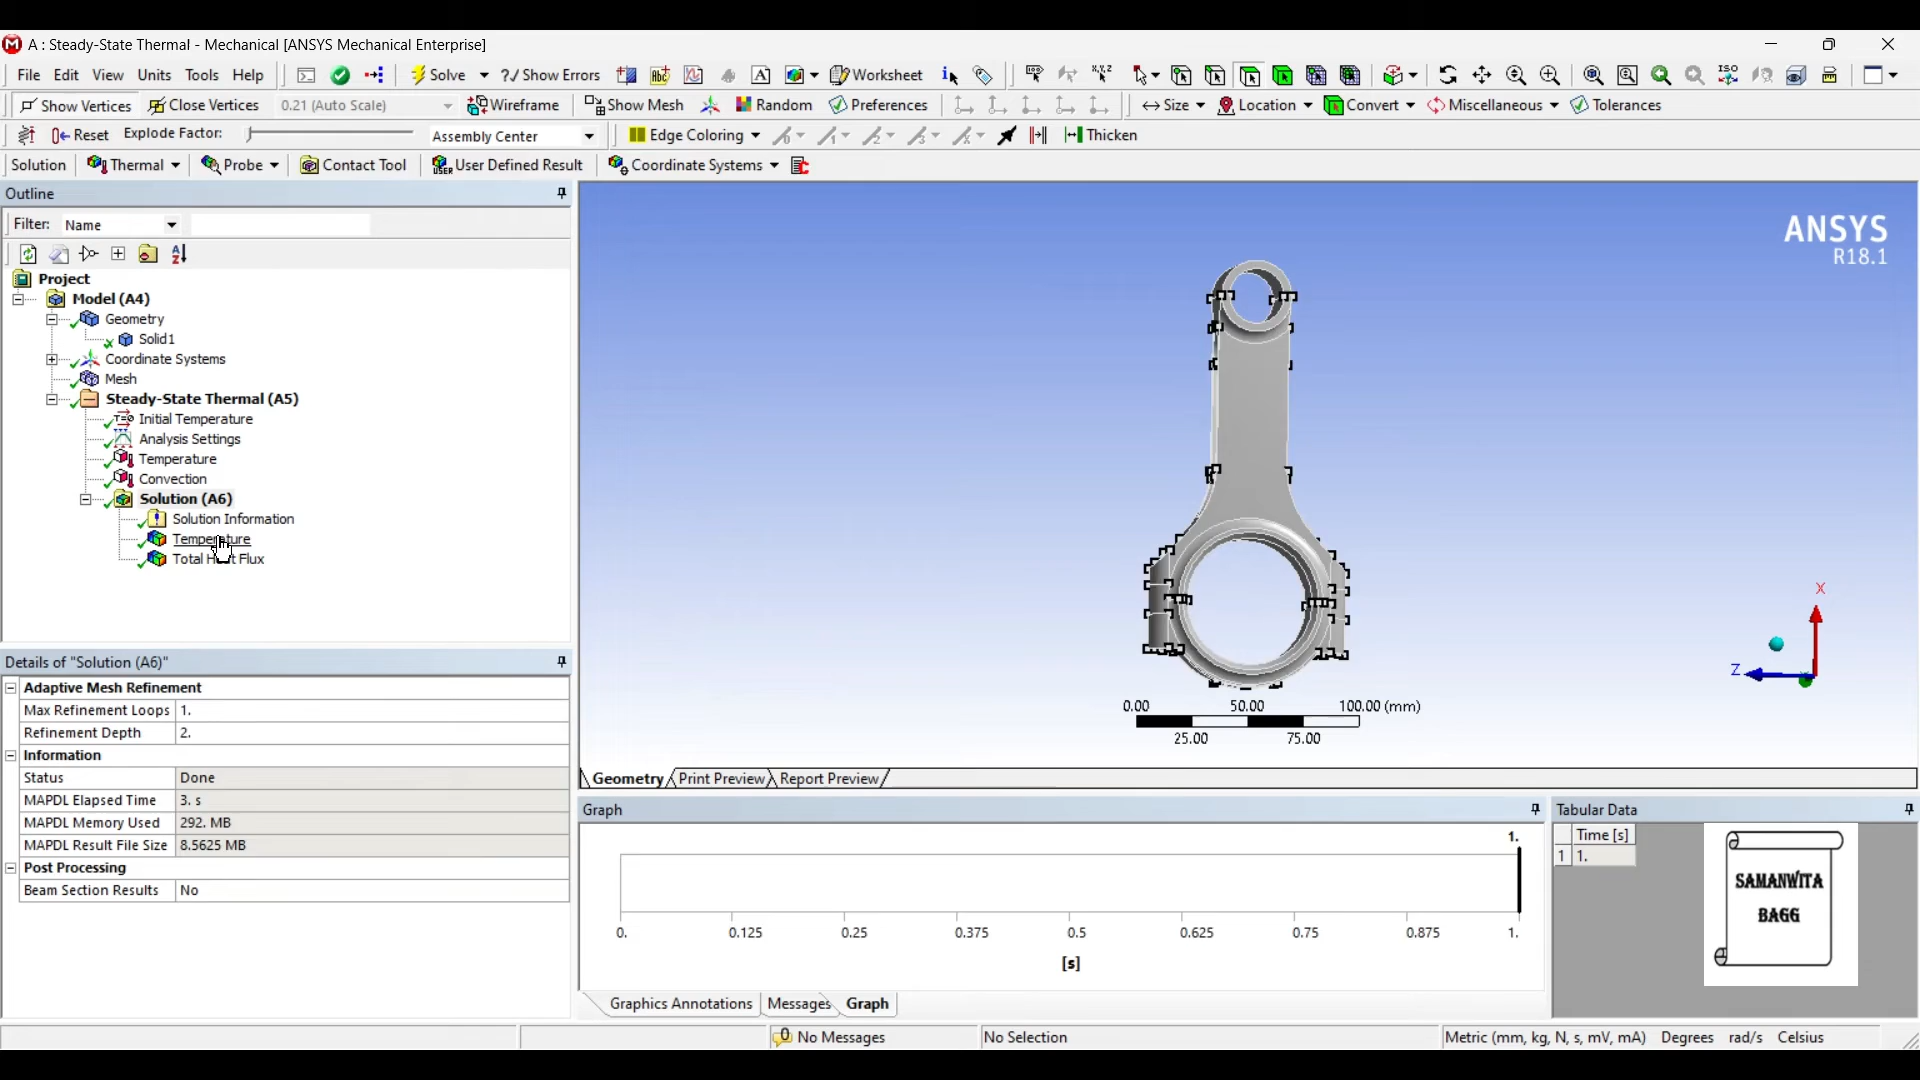 A : Steady-State Thermal - Mechanical [ANSYS Mechanical Enterprise]
File Edit View Units Tools Help Solve ?/ Show Errors Worksheet
Show Vertices Close Vertices 0.21 (Auto Scale) Wireframe Show Mesh Random Preferences Size Location Convert Miscellaneous Tolerances
Reset Explode Factor: Assembly Center Edge Coloring Thicken
Solution Thermal Probe Contact Tool User Defined Result Coordinate Systems
Outline
Filter: Name
Project
Model (A4)
Geometry
Solid1
Coordinate Systems
Mesh
Steady-State Thermal (A5)
Initial Temperature
Analysis Settings
Temperature
Convection
Solution (A6)
Solution Information
Temperature
Total Heat Flux
Details of "Solution (A6)"
Adaptive Mesh Refinement
Max Refinement Loops 1.
Refinement Depth 2.
Information
Status Done
MAPDL Elapsed Time 3. s
MAPDL Memory Used 292. MB
MAPDL Result File Size 8.5625 MB
Post Processing
Beam Section Results No
ANSYS
R18.1
X
Z
0.00 50.00 100.00 (mm)
25.00 75.00
Geometry Print Preview Report Preview
Graph
1.
0. 0.125 0.25 0.375 0.5 0.625 0.75 0.875 1.
[s]
Graphics Annotations Messages Graph
Tabular Data
Time [s]
1 1.
SAMANWITA
BAGG
No Messages No Selection Metric (mm, kg, N, s, mV, mA) Degrees rad/s Celsius